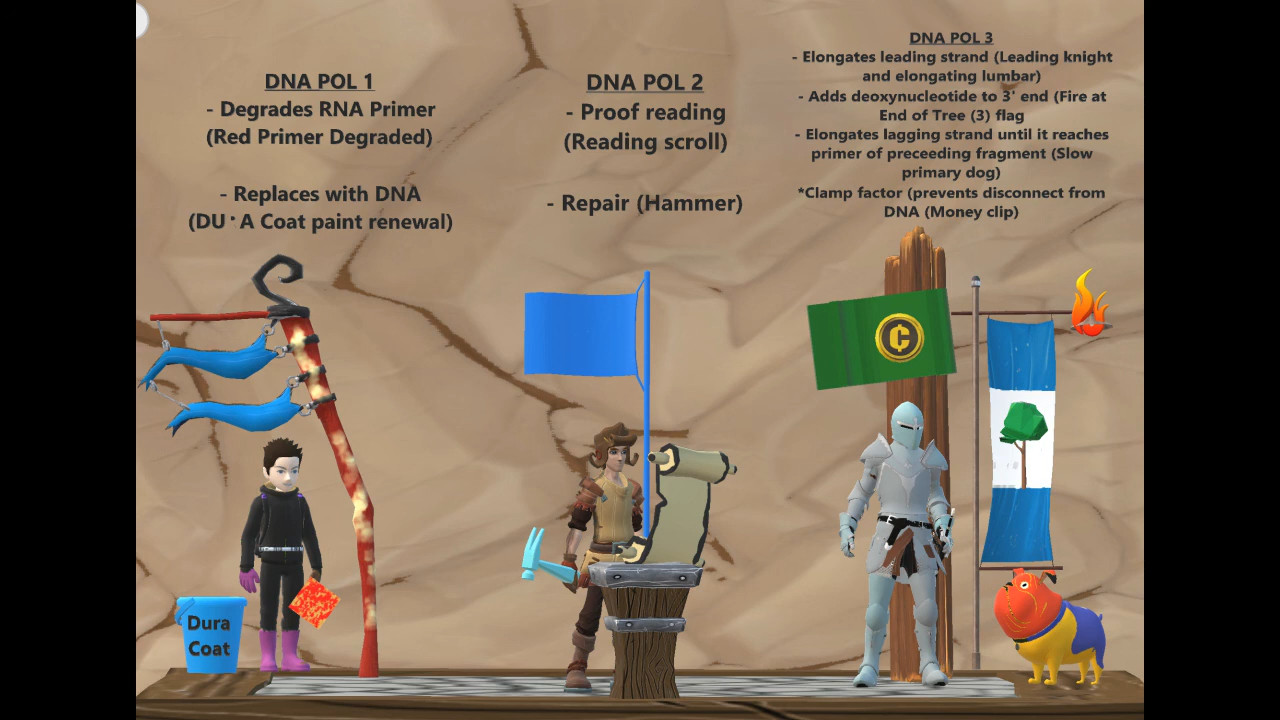 DNA POL 1
- Degrades RNA Primer
(Red Primer Degraded)
- Replaces with DNA
(DU A Coat paint renewal)
DNA POL 2
- Proof reading
(Reading scroll)
- Repair (Hammer)
DNA POL 3
- Elongates leading strand (Leading knight
and elongating lumbar)
- Adds deoxynucleotide to 3' end (Fire at
End of Tree (3) flag
- Elongates lagging strand until it reaches
primer of preceeding fragment (Slow
primary dog)
*Clamp factor (prevents disconnect from
DNA (Money clip)
¢
Dura
Coat